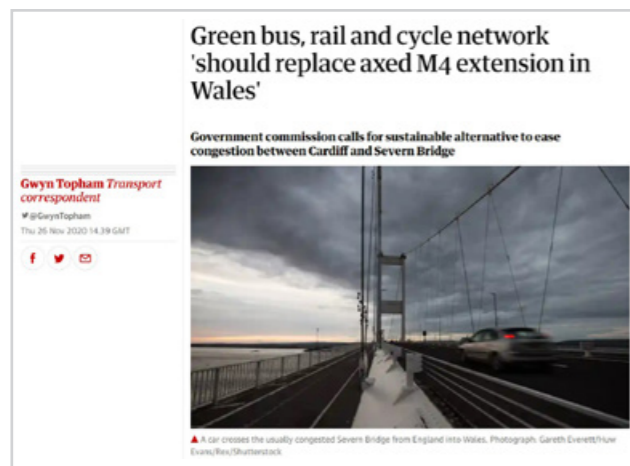 Green bus, rail and cycle network
'should replace axed M4 extension in
Wales'
Government commission calls for sustainable alternative to ease
congestion between Cardiff and Severn Bridge
Gwyn Topham Transport
correspondent
@GwynTopham
Thu 26 Nov 2020 14.39 GMT
A car crosses the usually congested Severn Bridge from England into Wales. Photograph: Gareth Everett/Huw
Evans/Rex/Shutterstock